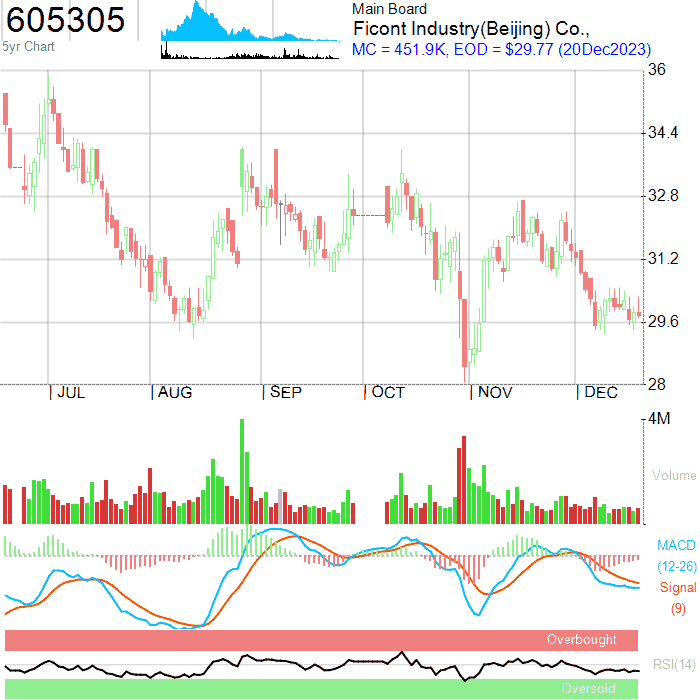 605305
5yr Chart
Main Board
Ficont Industry(Beijing) Co.,
MC = 451.9K, EOD = $29.77 (20Dec2023)
36
34.4
32.8
31.2
29.6
28
JUL AUG SEP OCT NOV DEC
4M
Volume
MACD
(12-26)
Signal
(9)
Overbought
RSI(14)
Oversold